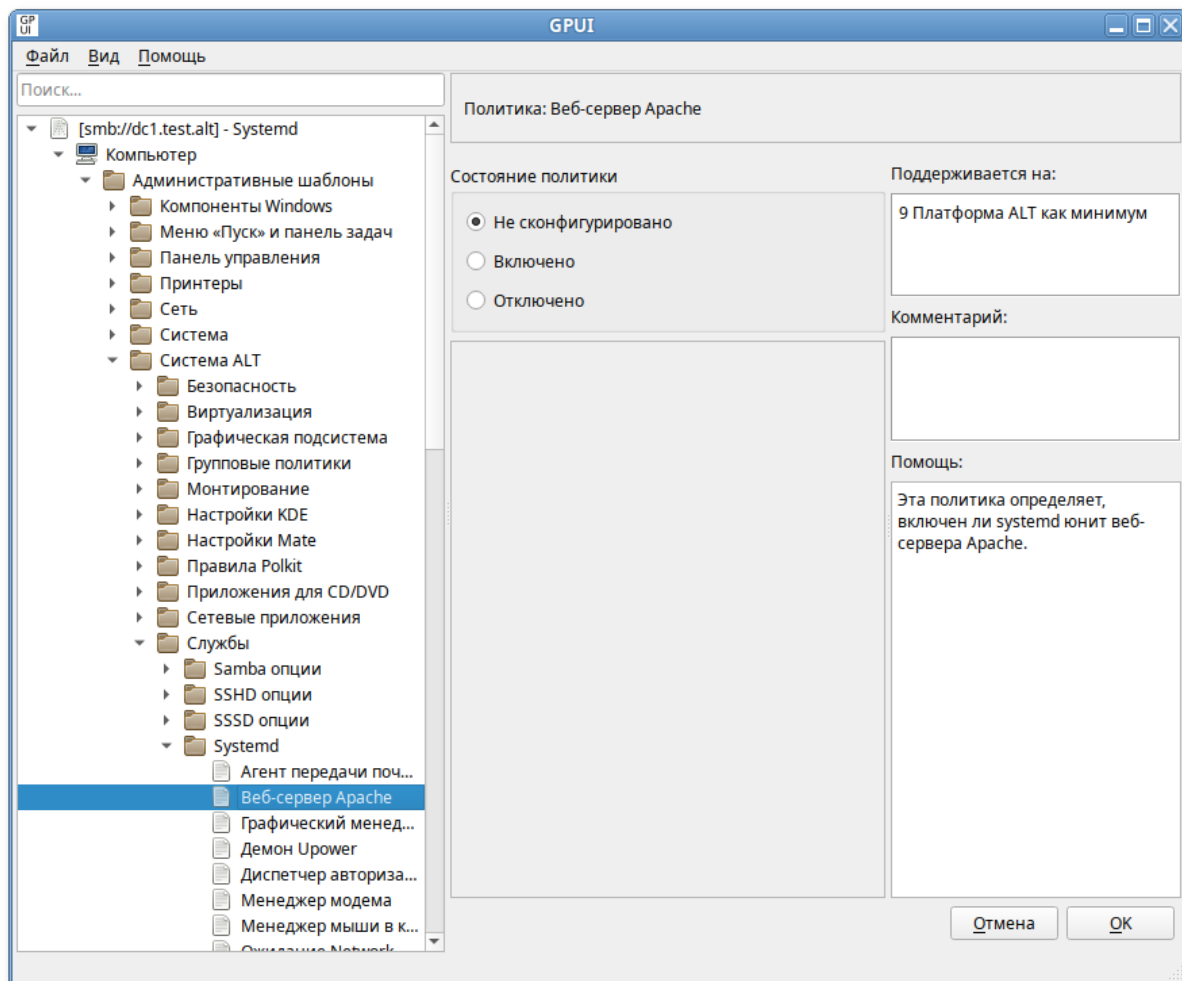 GP
UI
GPUI
Файл Вид Помощь
Поиск...
[smb://dc1.test.alt] - Systemd
Компьютер
Административные шаблоны
Компоненты Windows
Меню «Пуск» и панель задач
Панель управления
Принтеры
Сеть
Система
Система ALT
Безопасность
Виртуализация
Графическая подсистема
Групповые политики
Монтирование
Настройки KDE
Настройки Mate
Правила Polkit
Приложения для CD/DVD
Сетевые приложения
Службы
Samba опции
SSHD опции
SSSD опции
Systemd
Агент передачи поч...
Веб-сервер Apache
Графический менед...
Демон Upower
Диспетчер авториза...
Менеджер модема
Менеджер мыши в к...
Ожидание Network
Политика: Веб-сервер Apache
Состояние политики
Не сконфигурировано
Включено
Отключено
Поддерживается на:
9 Платформа ALT как минимум
Комментарий:
Помощь:
Эта политика определяет,
включен ли systemd юнит веб-
сервера Apache.
Отмена
OK